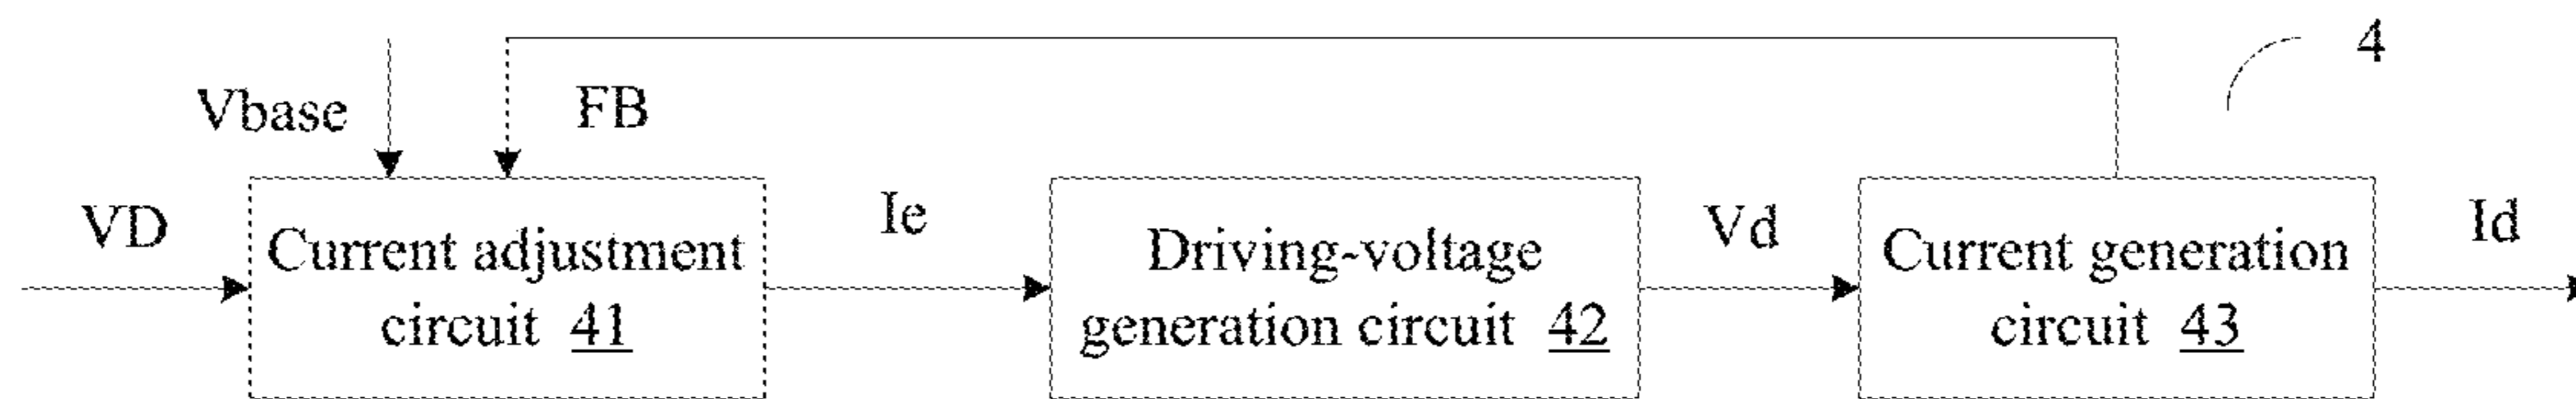 4
Vbase
FB
VD
Current adjustment
circuit 41
Ie
Driving-voltage
generation circuit 42
Vd
Current generation
circuit 43
Id